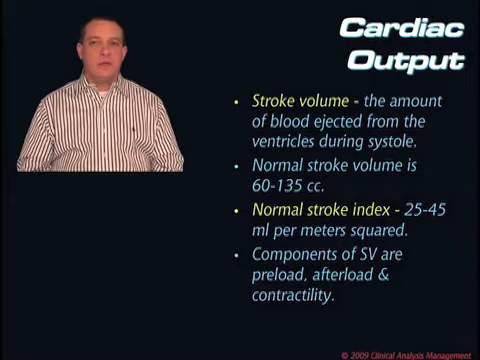 Cardiac
Output
• Stroke volume - the amount
of blood ejected from the
ventricles during systole.
• Normal stroke volume is
60-135 cc.
• Normal stroke index - 25-45
ml per meters squared.
• Components of SV are
preload, afterload &
contractility.
© 2009 Clinical Analysis Management